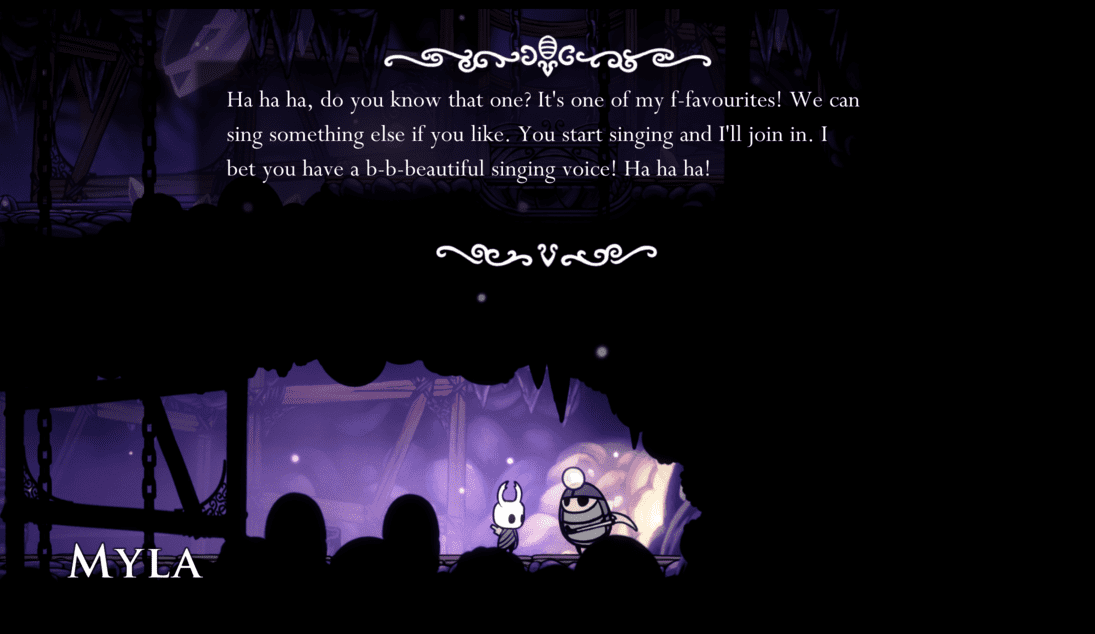 Ha ha ha, do you know that one? It's one of my f-favourites! We can
sing something else if you like. You start singing and I'll join in. I
bet you have a b-b-beautiful singing voice! Ha ha ha!
MYLA